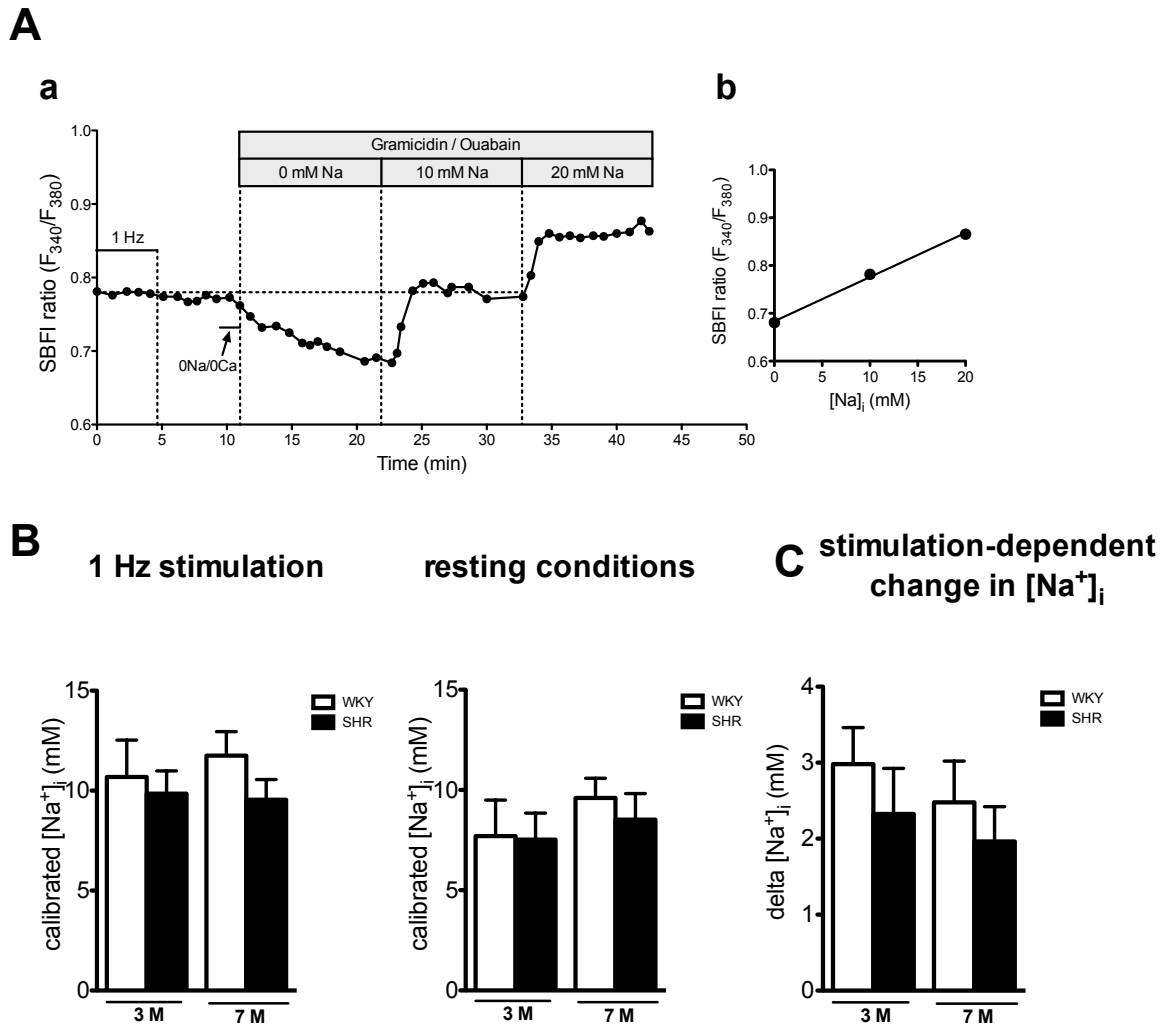 A
a
1.0
0.9
0.8
0.7
0.6
SBFI ratio (F340/F380)
Gramicidin / Ouabain
0 mM Na
10 mM Na
20 mM Na
1 Hz
0Na/0Ca
0
5
10
15
20
25
30
35
40
45
50
Time (min)
b
1.0
0.9
0.8
0.7
0.6
SBFI ratio (F340/F380)
0
5
10
15
20
[Na]i (mM)
B
1 Hz stimulation
15
10
5
0
calibrated [Na+]i (mM)
WKY
SHR
3 M
7 M
resting conditions
15
10
5
0
calibrated [Na+]i (mM)
WKY
SHR
3 M
7 M
C
stimulation-dependent
change in [Na+]i
4
3
2
1
0
delta [Na+]i (mM)
WKY
SHR
3 M
7 M